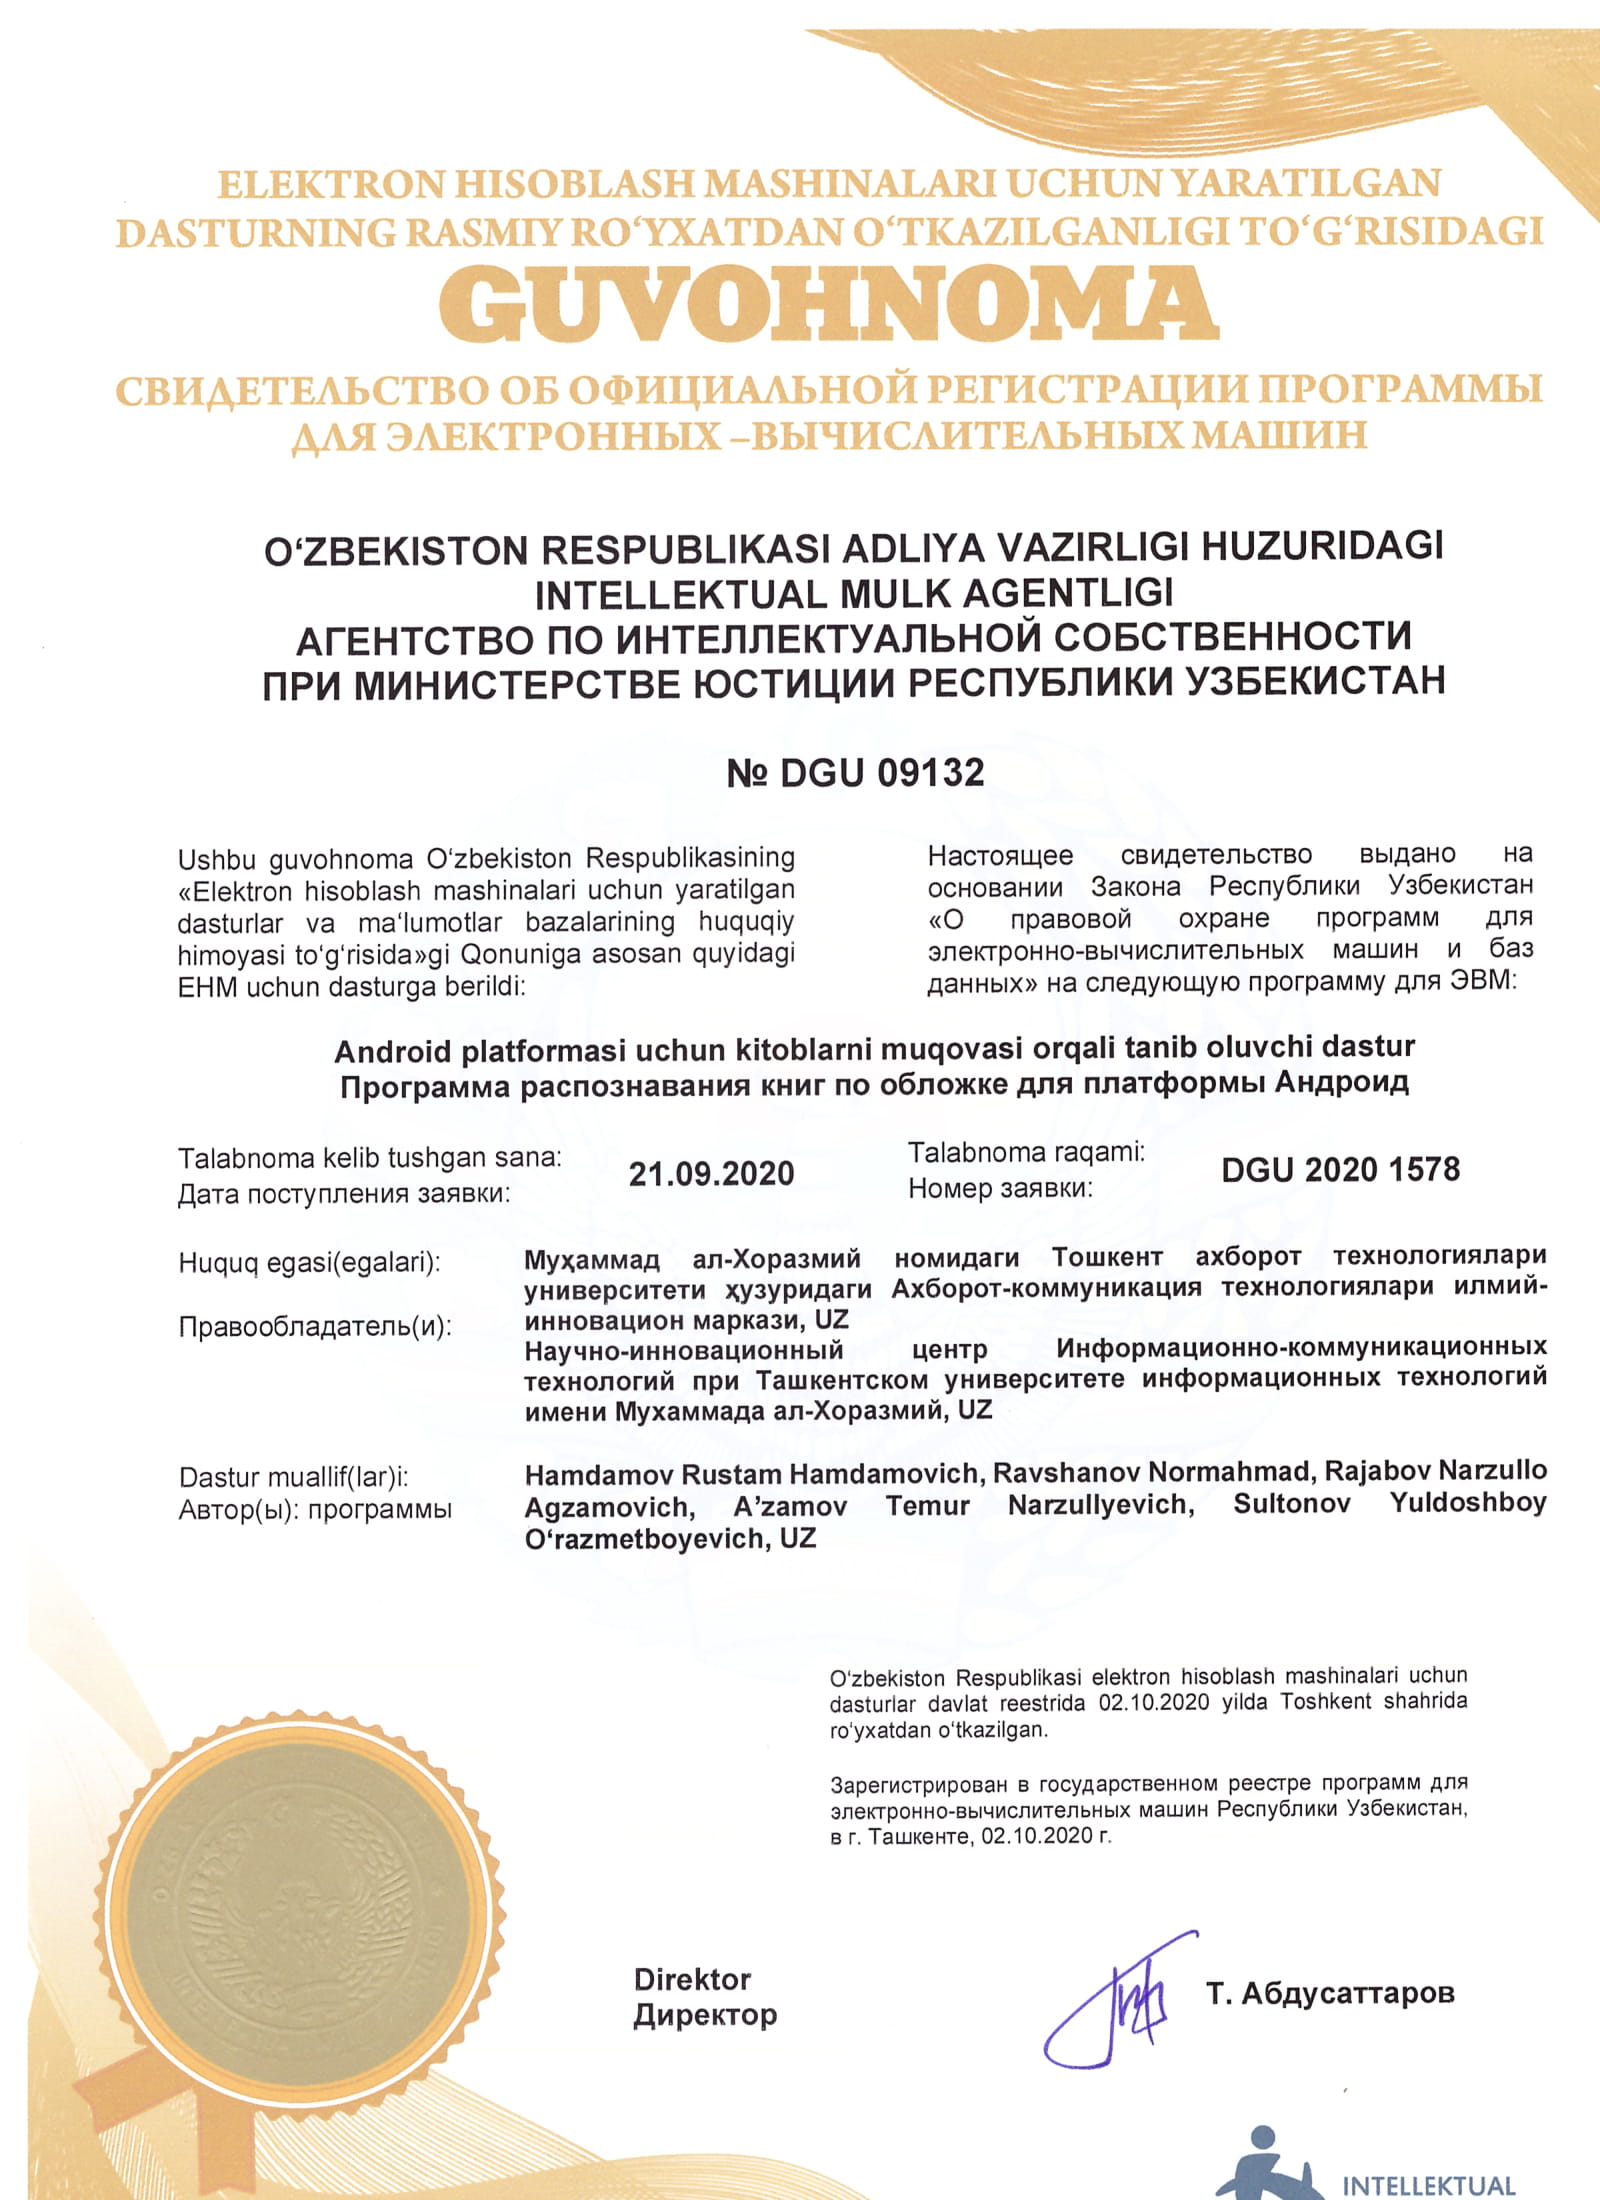 ELEKTRON HISOBLASH MASHINALARI UCHUN YARATILGAN
DASTURNING RASMIY RO‘YXATDAN O‘TKAZILGANLIGI TO‘G‘RISIDAGI
GUVOHNOMA
СВИДЕТЕЛЬСТВО ОБ ОФИЦИАЛЬНОЙ РЕГИСТРАЦИИ ПРОГРАММЫ
ДЛЯ ЭЛЕКТРОННЫХ –ВЫЧИСЛИТЕЛЬНЫХ МАШИН
O‘ZBEKISTON RESPUBLIKASI ADLIYA VAZIRLIGI HUZURIDAGI
INTELLEKTUAL MULK AGENTLIGI
АГЕНТСТВО ПО ИНТЕЛЛЕКТУАЛЬНОЙ СОБСТВЕННОСТИ
ПРИ МИНИСТЕРСТВЕ ЮСТИЦИИ РЕСПУБЛИКИ УЗБЕКИСТАН
№ DGU 09132
Ushbu guvohnoma O‘zbekiston Respublikasining
«Elektron hisoblash mashinalari uchun yaratilgan
dasturlar va ma‘lumotlar bazalarining huquqiy
himoyasi to‘g‘risida»gi Qonuniga asosan quyidagi
EHM uchun dasturga berildi:
Настоящее свидетельство выдано на
основании Закона Республики Узбекистан
«О правовой охране программ для
электронно-вычислительных машин и баз
данных» на следующую программу для ЭВМ:
Android platformasi uchun kitoblarni muqovasi orqali tanib oluvchi dastur
Программа распознавания книг по обложке для платформы Андроид
Talabnoma kelib tushgan sana:
Дата поступления заявки:
21.09.2020
Talabnoma raqami:
Номер заявки:
DGU 2020 1578
Huquq egasi(egalari):
Правообладатель(и):
Муҳаммад ал-Хоразмий номидаги Тошкент ахборот технологиялари
университети ҳузуридаги Ахборот-коммуникация технологиялари илмий-
инновацион маркази, UZ
Научно-инновационный центр Информационно-коммуникационных
технологий при Ташкентском университете информационных технологий
имени Мухаммада ал-Хоразмий, UZ
Dastur muallif(lar)i:
Автор(ы): программы
Hamdamov Rustam Hamdamovich, Ravshanov Normahmad, Rajabov Narzullo
Agzamovich, A’zamov Temur Narzullyevich, Sultonov Yuldoshboy
O‘razmetboyevich, UZ
O‘zbekiston Respublikasi elektron hisoblash mashinalari uchun
dasturlar davlat reestrida 02.10.2020 yilda Toshkent shahrida
ro‘yxatdan o‘tkazilgan.
Зарегистрирован в государственном реестре программ для
электронно-вычислительных машин Республики Узбекистан,
в г. Ташкенте, 02.10.2020 г.
Direktor
Директор
Т. Абдусаттаров
INTELLEKTUAL